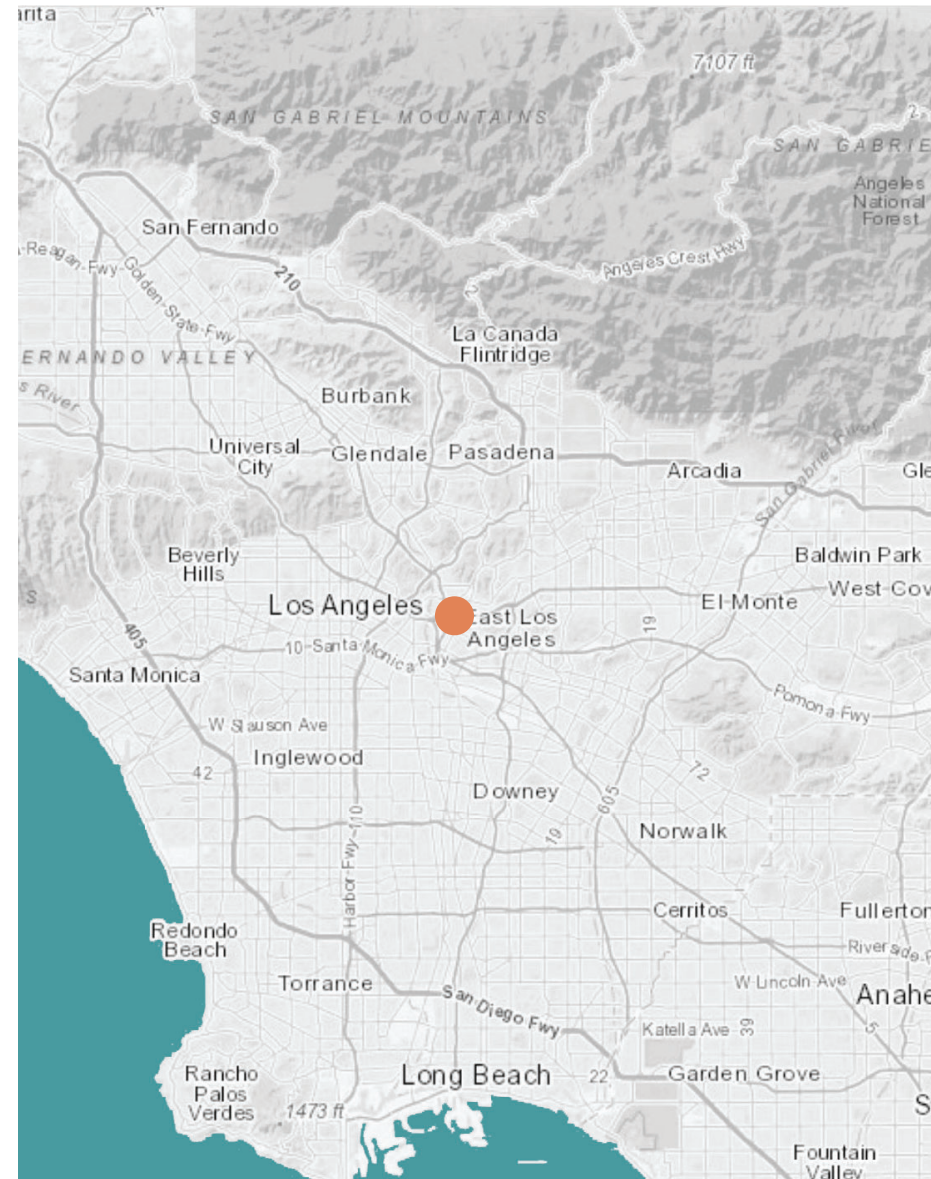 arita
7107 ft
SAN GABRIEL MOUNTAINS
2
SAN GABRIE
Angeles
National
Forest
San Fernando
-Reagan-Fwy
Golden-State-Fwy
210
Angeles Crest Hwy
2
La Canada
Flintridge
ERNANDO VALLEY
s River
Burbank
Universal
City
Glendale
Pasadena
Arcadia
San Gabriel River
Gle
Beverly
Hills
Baldwin Park
S
West Cov
El Monte
Los Angeles
East Los
Angeles
19
405
10-Santa-Monica-Fwy
Santa Monica
Pomona-Fwy
W Slauson Ave
Inglewood
42
72
Downey
605
19
Norwalk
Harbor-Fwy-110
Cerritos
Fullerton
Redondo
Beach
Riverside-F
Torrance
W Lincoln Ave
Anahe
San-Diego Fwy
Katella Ave
39
5
Rancho
Palos
Verdes
Long Beach
22
Garden Grove
1473 ft
S
Fountain
Valley